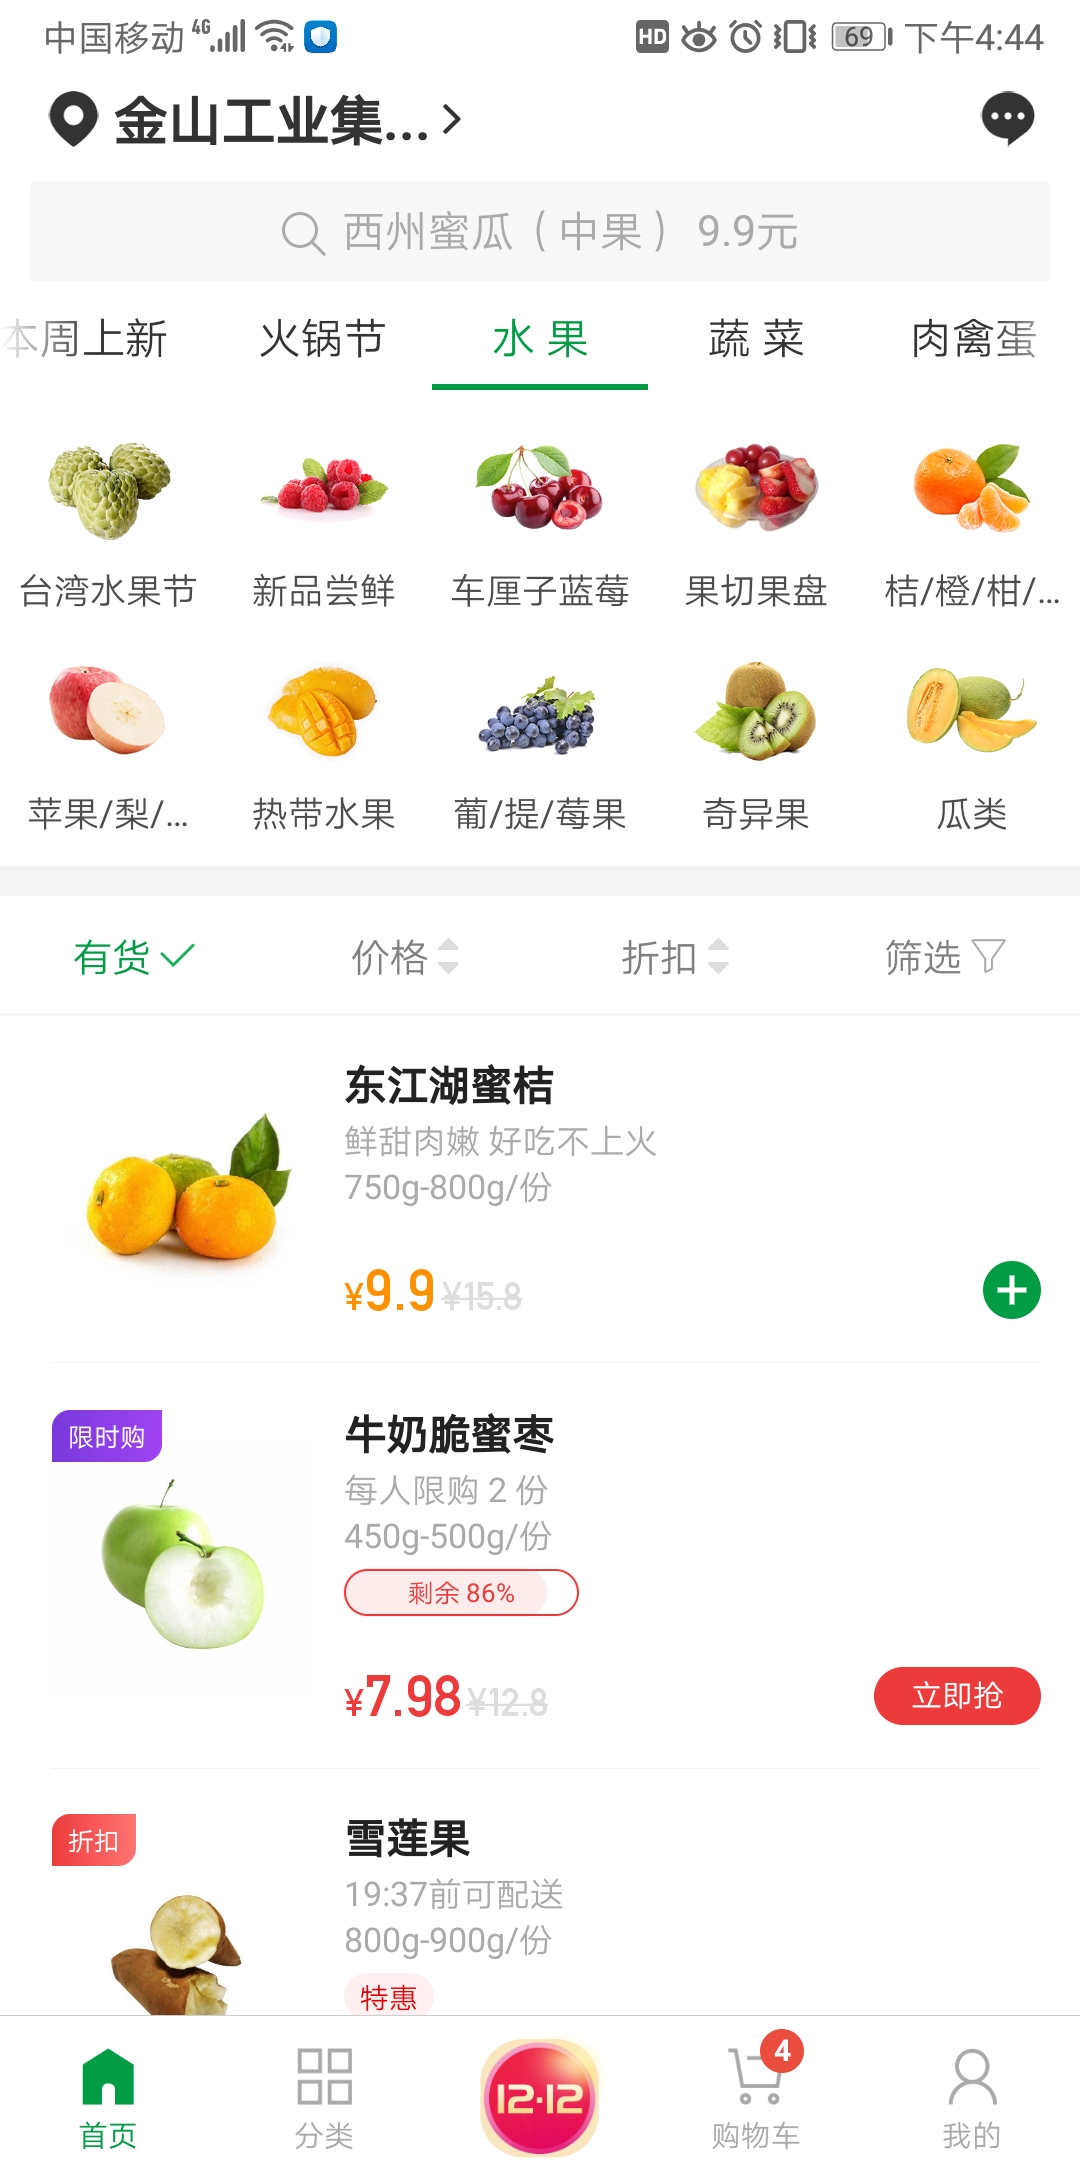 中国移动 4G HD 69 下午4:44
金山工业集...
西州蜜瓜（中果） 9.9元
本周上新 火锅节 水果 蔬菜 肉禽蛋
台湾水果节 新品尝鲜 车厘子蓝莓 果切果盘 桔/橙/柑/...
苹果/梨/... 热带水果 葡/提/莓果 奇异果 瓜类
有货 价格 折扣 筛选
东江湖蜜桔
鲜甜肉嫩 好吃不上火
750g-800g/份
¥9.9 ¥15.8
限时购
牛奶脆蜜枣
每人限购 2 份
450g-500g/份
剩余 86%
¥7.98 ¥12.8 立即抢
折扣
雪莲果
19:37前可配送
800g-900g/份
特惠
12·12 4
首页 分类 购物车 我的